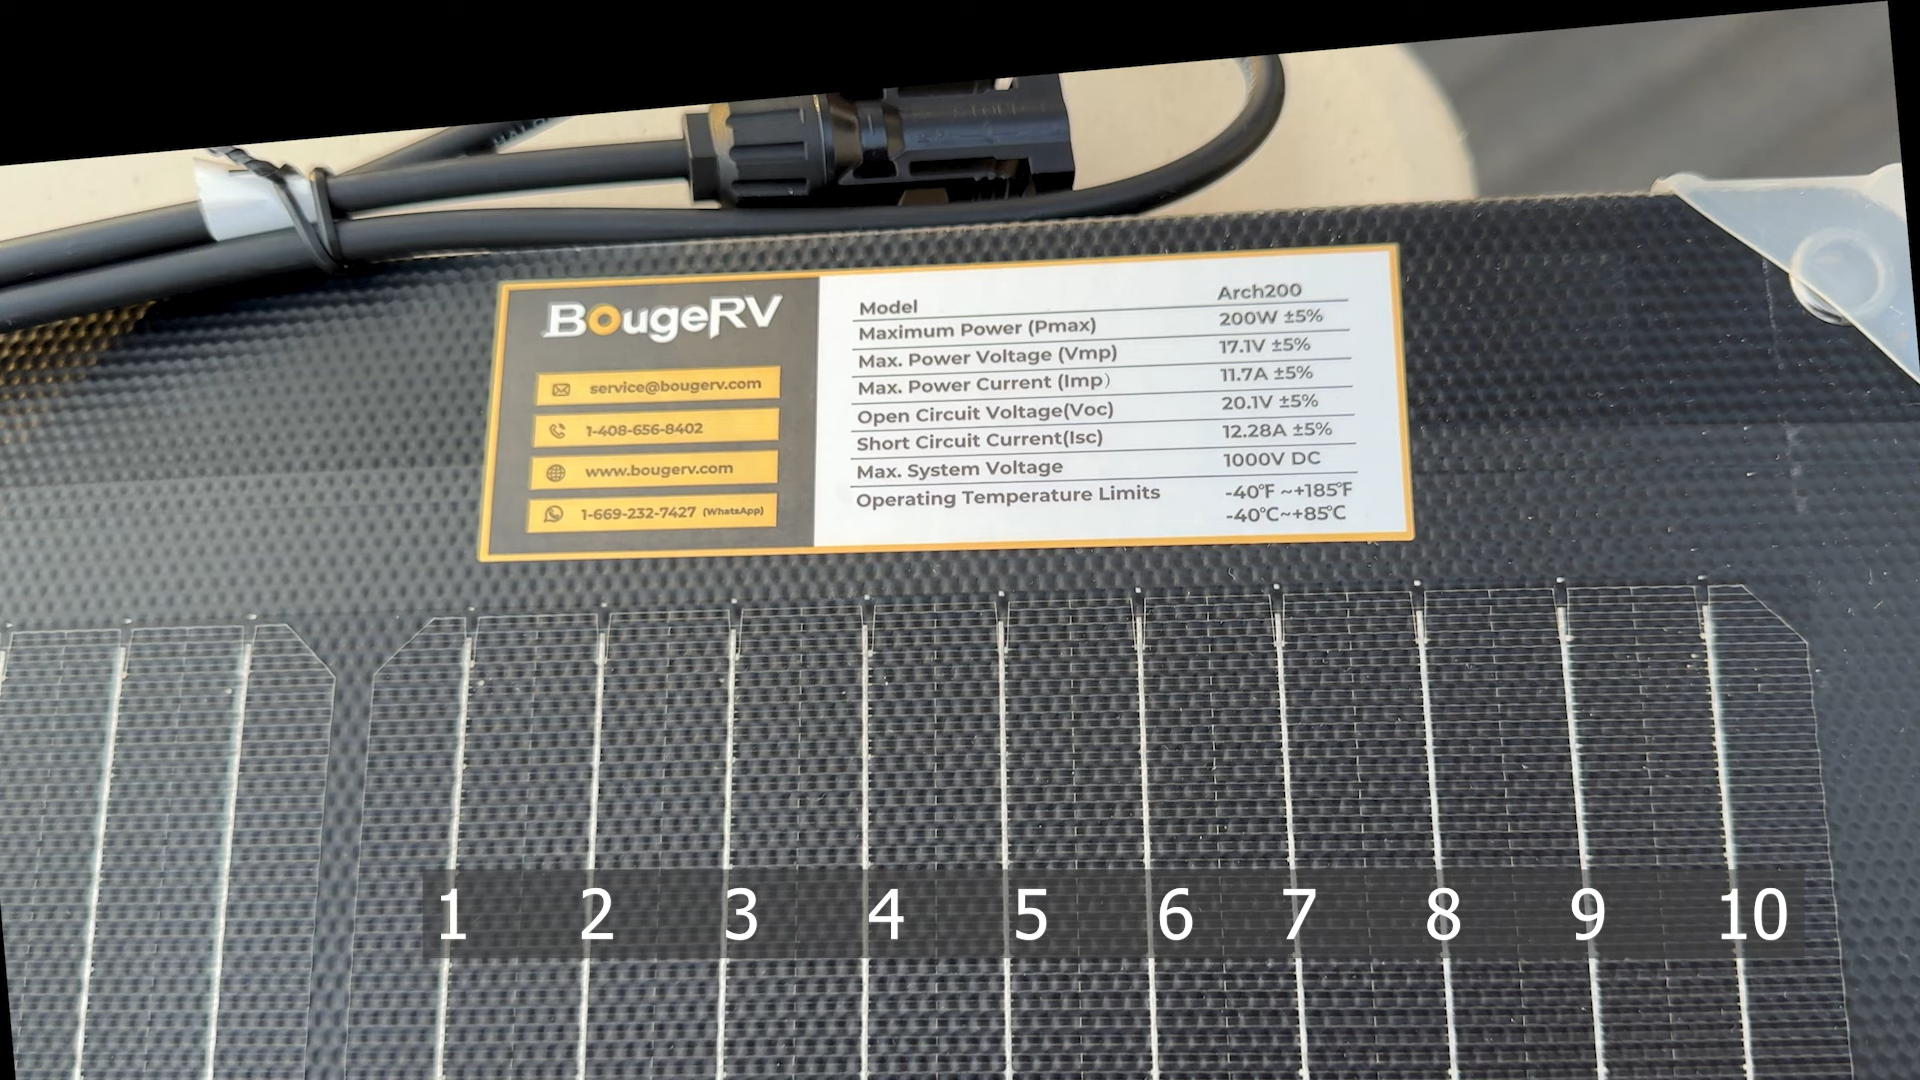 BougeRV
service@bougerv.com
1-408-656-8402
www.bougerv.com
1-669-232-7427 (WhatsApp)
Model Arch200
Maximum Power (Pmax) 200W ±5%
Max. Power Voltage (Vmp) 17.1V ±5%
Max. Power Current (Imp) 11.7A ±5%
Open Circuit Voltage(Voc) 20.1V ±5%
Short Circuit Current(Isc) 12.28A ±5%
Max. System Voltage 1000V DC
Operating Temperature Limits -40°F ~+185°F
-40°C~+85°C
1 2 3 4 5 6 7 8 9 10